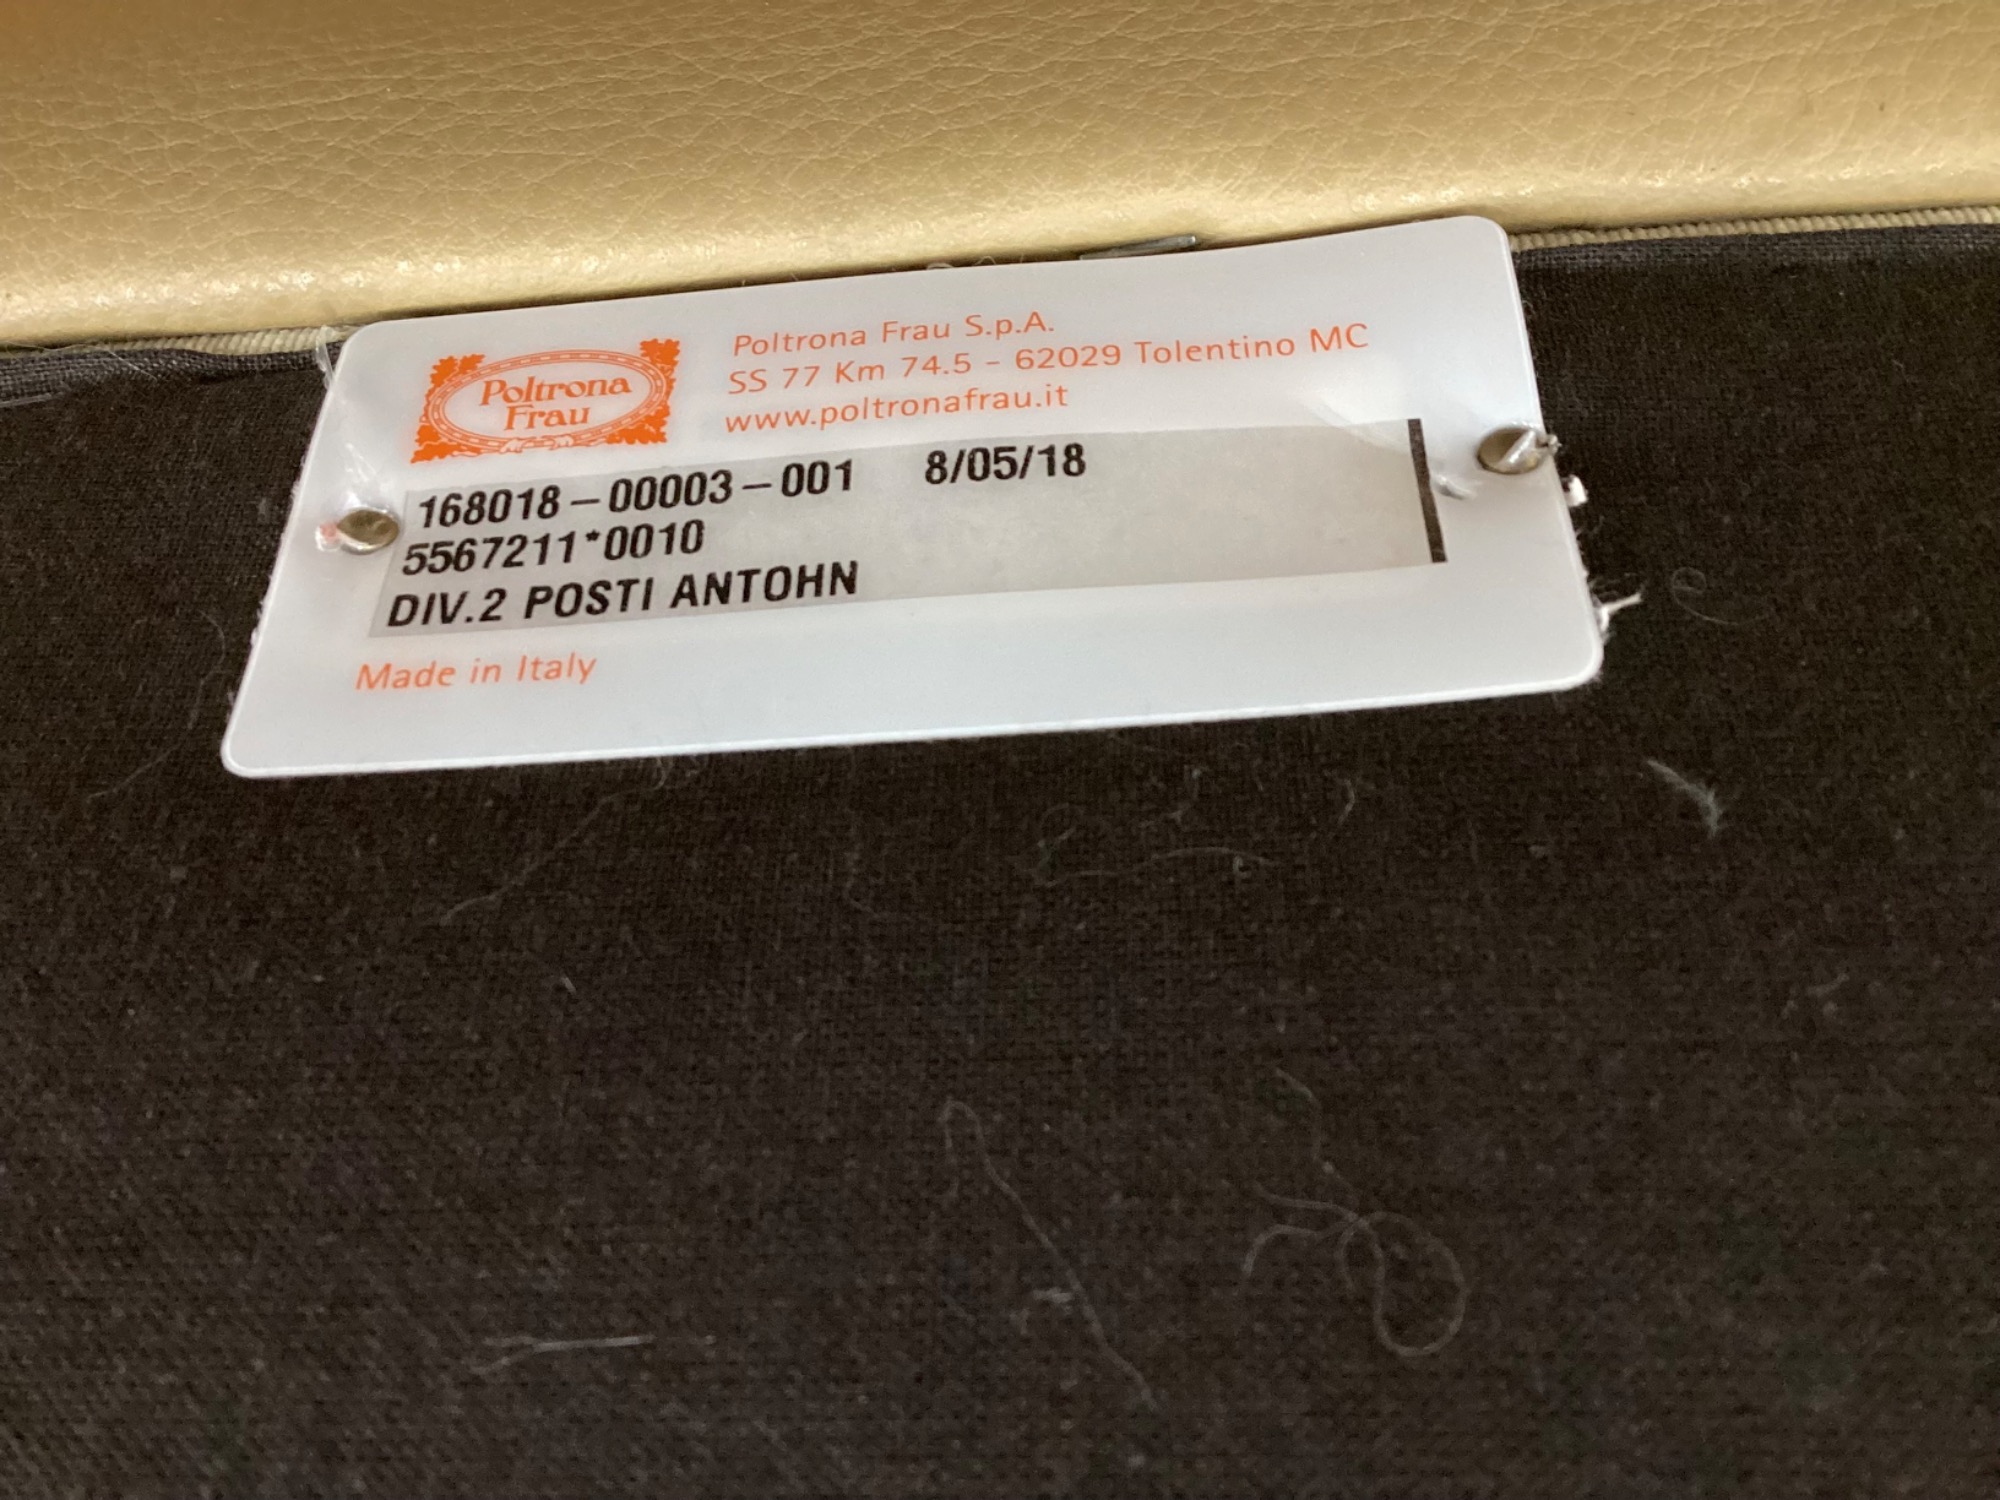 Poltrona
Frau
Poltrona Frau S.p.A.
SS 77 Km 74.5 - 62029 Tolentino MC
www.poltronafrau.it
168018-00003-001 8/05/18
5567211*0010
DIV.2 POSTI ANTOHN
Made in Italy